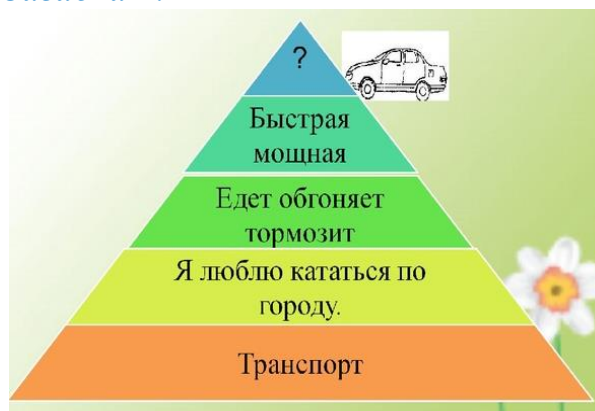 ?
Быстрая
мощная
Едет обгоняет
тормозит
Я люблю кататься по
городу.
Транспорт